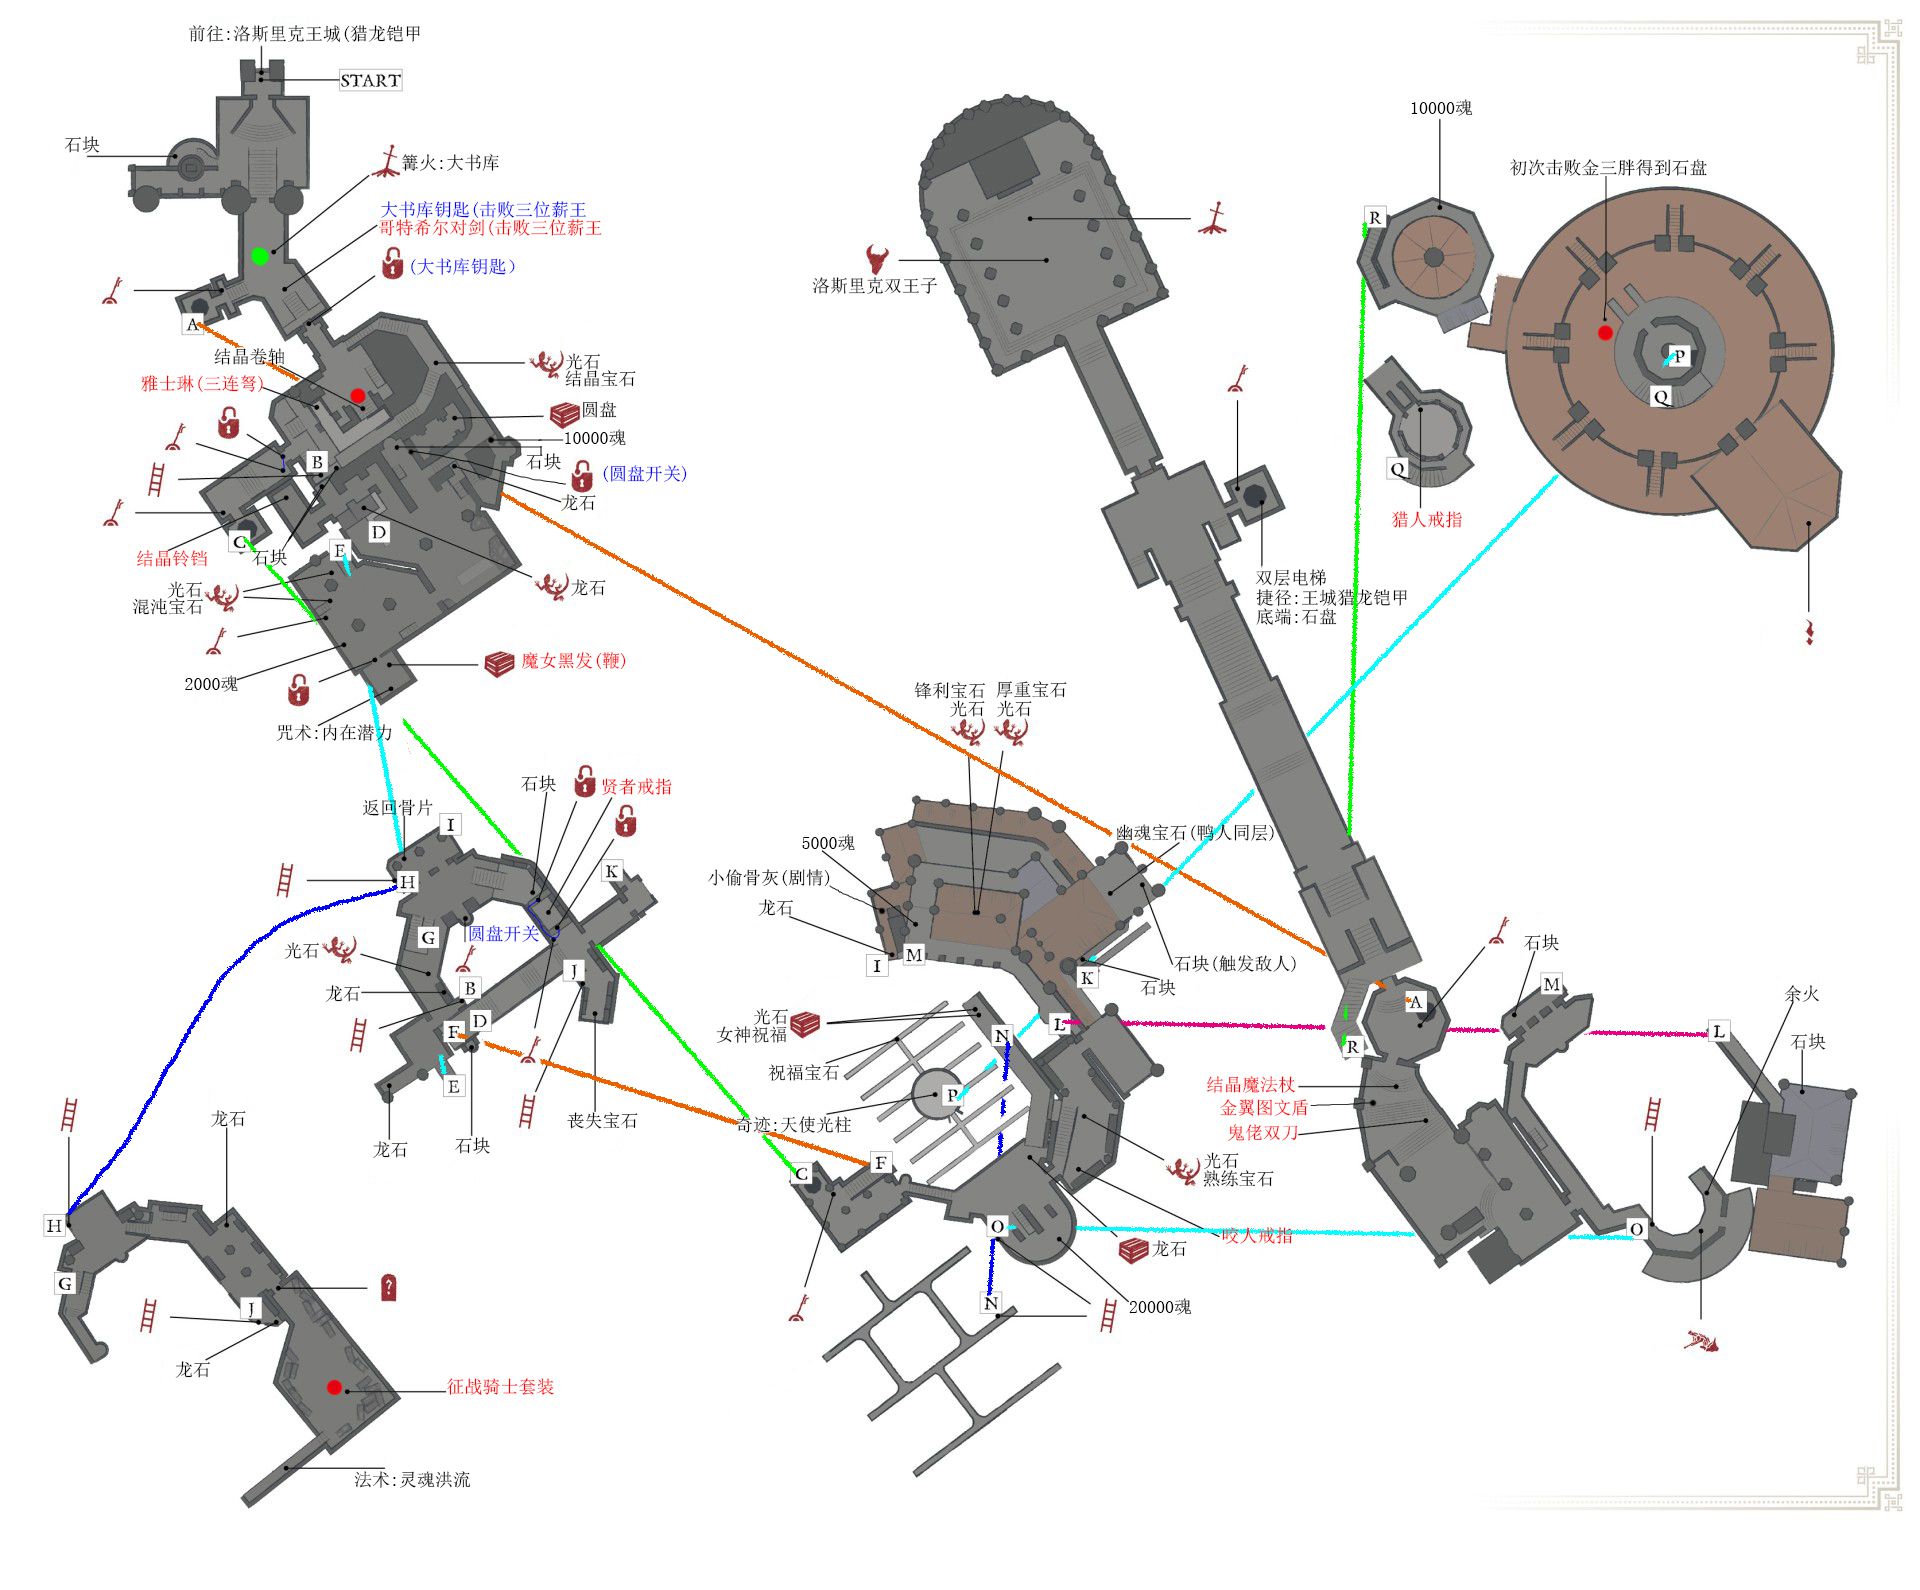 前往:洛斯里克王城(猎龙铠甲
START
石块
篝火:大书库
大书库钥匙(击败三位薪王
哥特希尔对剑(击败三位薪王
(大书库钥匙)
A
结晶卷轴
雅士琳(三连弩)
光石
结晶宝石
圆盘
10000魂
石块
(圆盘开关)
龙石
B
C
D
E
结晶铃铛
石块
光石
混沌宝石
龙石
2000魂
魔女黑发(鞭)
咒术:内在潜力
洛斯里克双王子
双层电梯
捷径:王城猎龙铠甲
底端:石盘
10000魂
R
初次击败金三胖得到石盘
P
Q
Q
猎人戒指
返回骨片
I
石块
贤者戒指
H
K
G
圆盘开关
光石
龙石
B
J
F
D
E
龙石
石块
丧失宝石
龙石
H
G
J
龙石
征战骑士套装
法术:灵魂洪流
锋利宝石
光石
厚重宝石
光石
5000魂
幽魂宝石(鸭人同层)
小偷骨灰(剧情)
龙石
I
M
K
石块(触发敌人)
石块
光石
女神祝福
N
L
祝福宝石
P
奇迹:天使光柱
C
F
光石
熟练宝石
O
咬人戒指
龙石
N
20000魂
A
R
石块
M
余火
L
石块
结晶魔法杖
金翼图文盾
鬼佬双刀
O